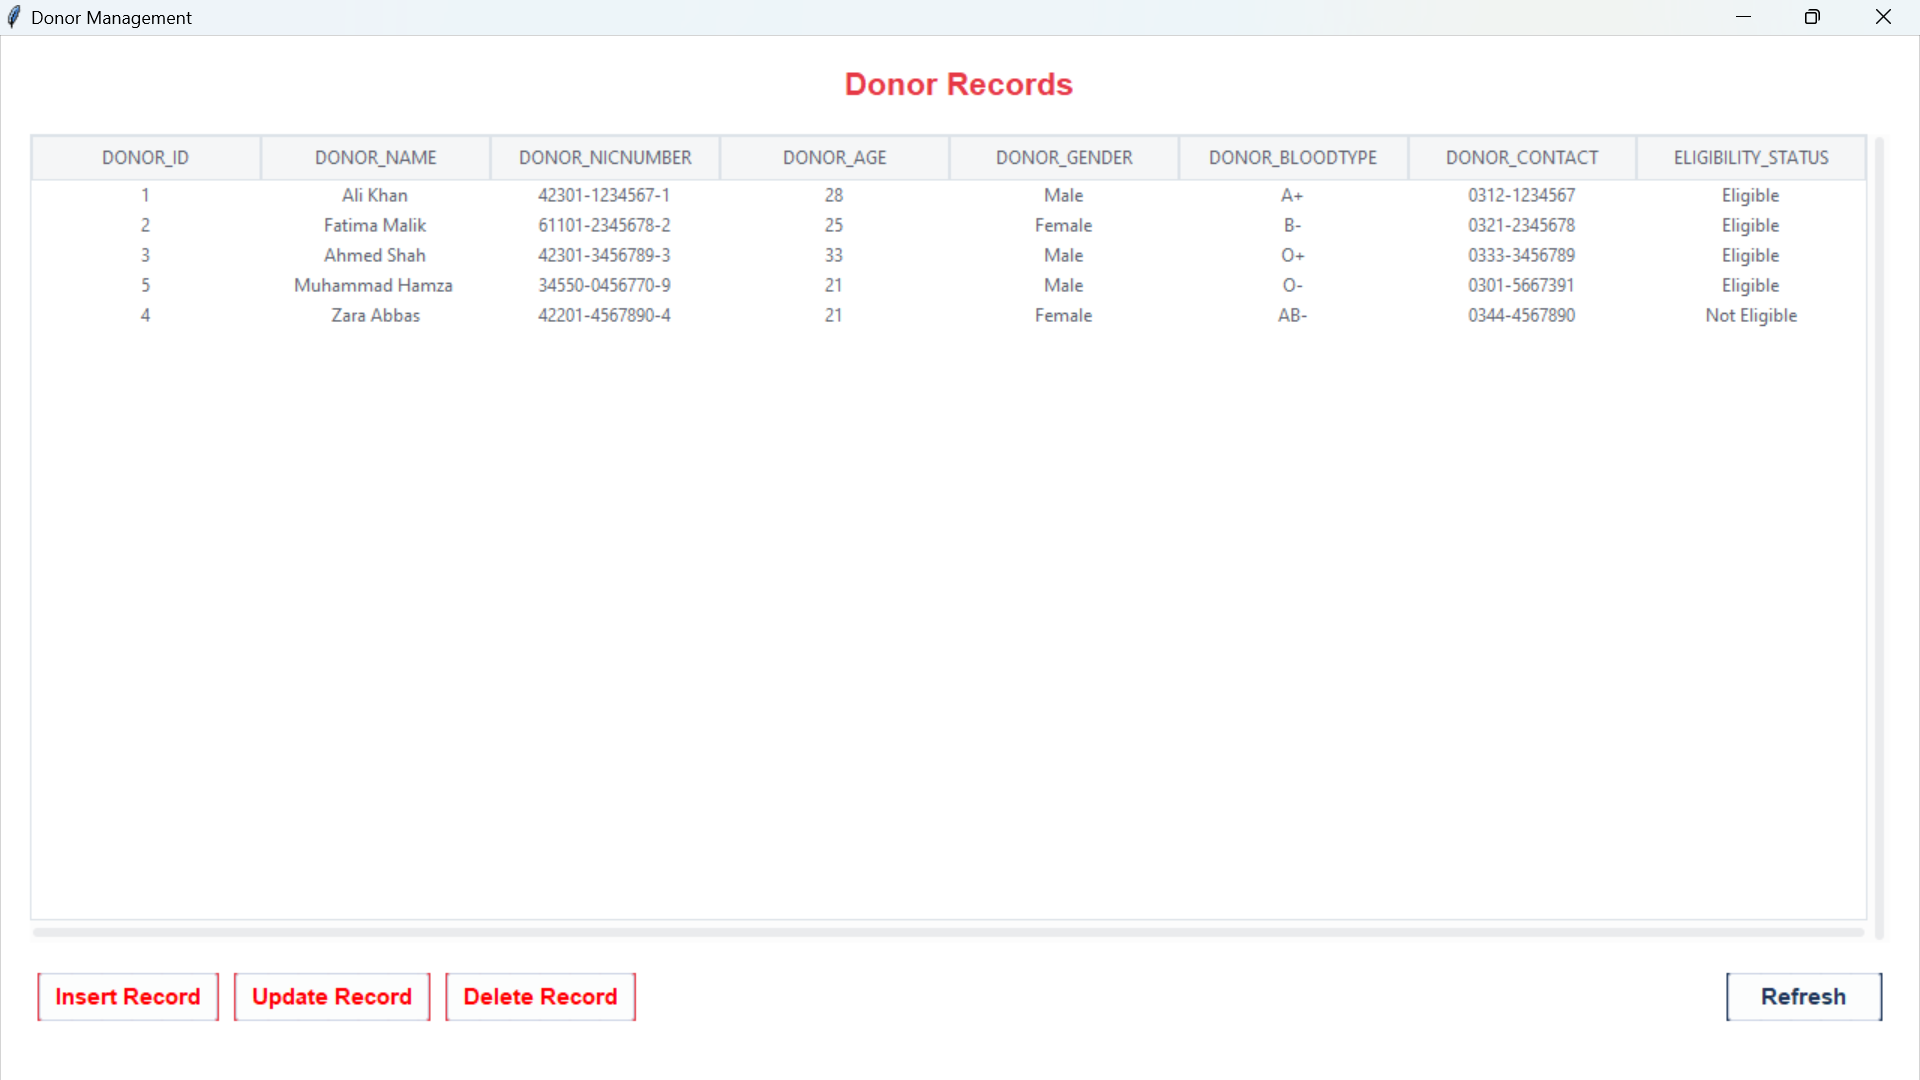 Donor Management
Donor Records
DONOR_ID DONOR_NAME DONOR_NICNUMBER DONOR_AGE DONOR_GENDER DONOR_BLOODTYPE DONOR_CONTACT ELIGIBILITY_STATUS
1 Ali Khan 42301-1234567-1 28 Male A+ 0312-1234567 Eligible
2 Fatima Malik 61101-2345678-2 25 Female B- 0321-2345678 Eligible
3 Ahmed Shah 42301-3456789-3 33 Male O+ 0333-3456789 Eligible
5 Muhammad Hamza 34550-0456770-9 21 Male O- 0301-5667391 Eligible
4 Zara Abbas 42201-4567890-4 21 Female AB- 0344-4567890 Not Eligible
Insert Record Update Record Delete Record Refresh